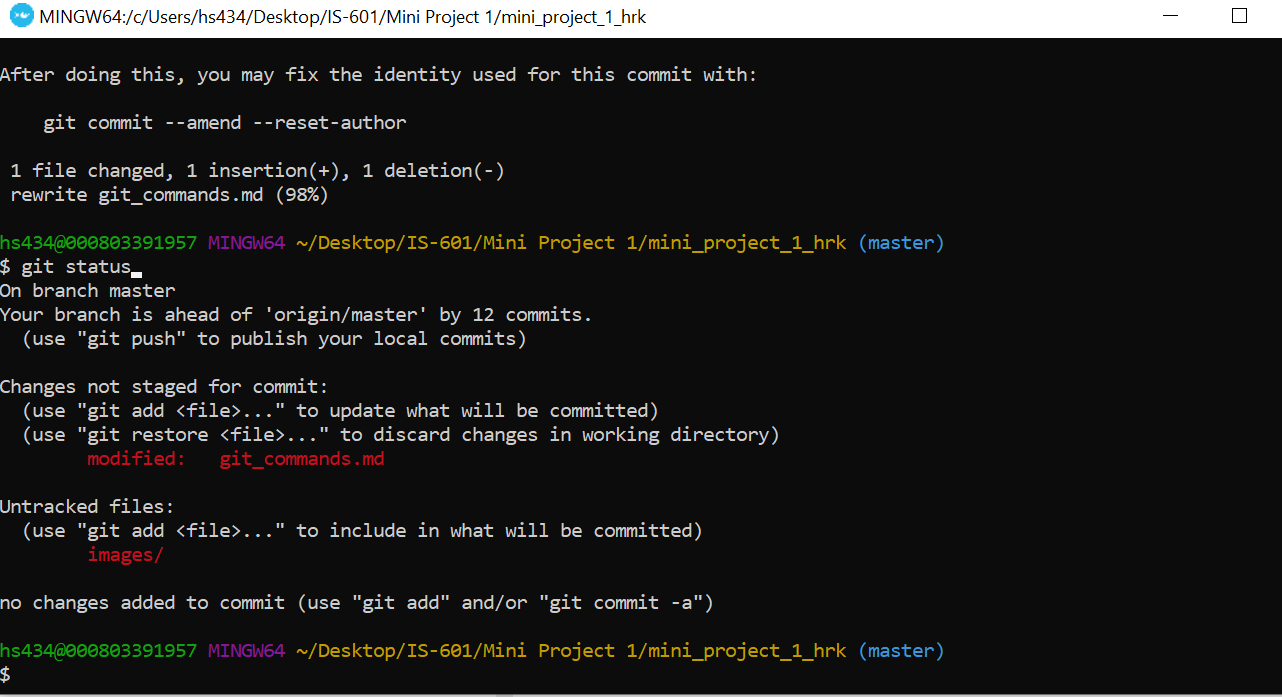 MINGW64:/c/Users/hs434/Desktop/IS-601/Mini Project 1/mini_project_1_hrk
After doing this, you may fix the identity used for this commit with:
    git commit --amend --reset-author
 1 file changed, 1 insertion(+), 1 deletion(-)
 rewrite git_commands.md (98%)
hs434@000803391957 MINGW64 ~/Desktop/IS-601/Mini Project 1/mini_project_1_hrk (master)
$ git status
On branch master
Your branch is ahead of 'origin/master' by 12 commits.
  (use "git push" to publish your local commits)
Changes not staged for commit:
  (use "git add <file>..." to update what will be committed)
  (use "git restore <file>..." to discard changes in working directory)
        modified:   git_commands.md
Untracked files:
  (use "git add <file>..." to include in what will be committed)
        images/
no changes added to commit (use "git add" and/or "git commit -a")
hs434@000803391957 MINGW64 ~/Desktop/IS-601/Mini Project 1/mini_project_1_hrk (master)
$